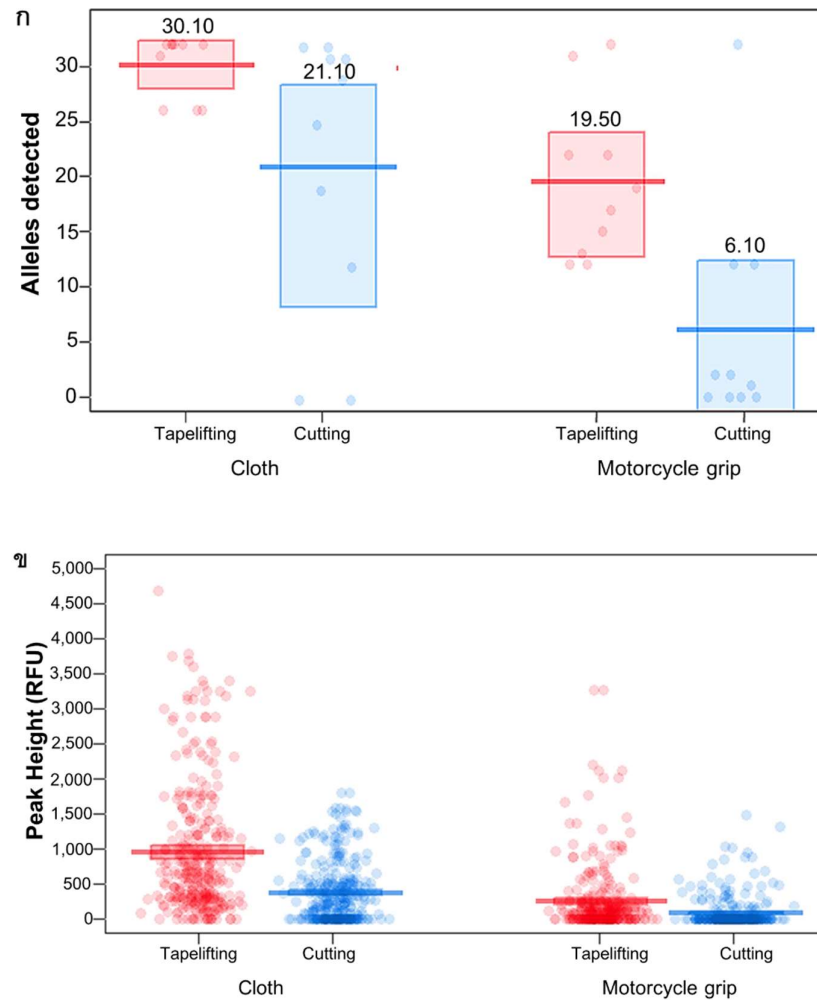 ก
30.10
21.10
19.50
6.10
Alleles detected
30
25
20
15
10
5
0
Tapelifting
Cutting
Tapelifting
Cutting
Cloth
Motorcycle grip
ข
Peak Height (RFU)
5,000
4,500
4,000
3,500
3,000
2,500
2,000
1,500
1,000
500
0
Tapelifting
Cutting
Tapelifting
Cutting
Cloth
Motorcycle grip